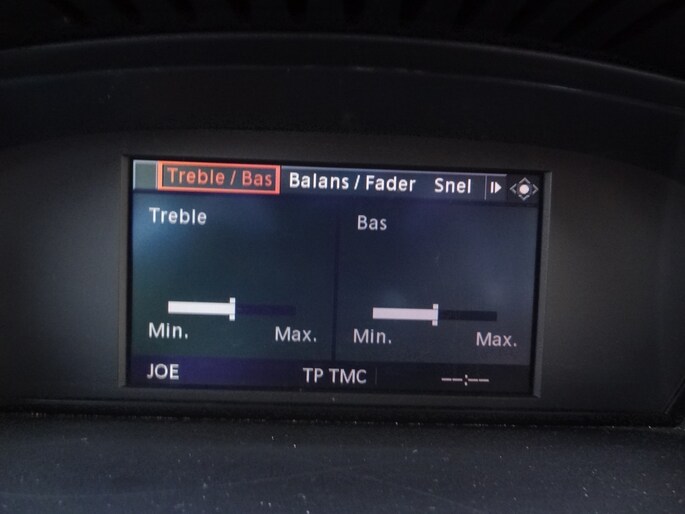 Treble / Bas Balans / Fader Snel
Treble Bas
Min. Max. Min. Max.
JOE TP TMC --:--